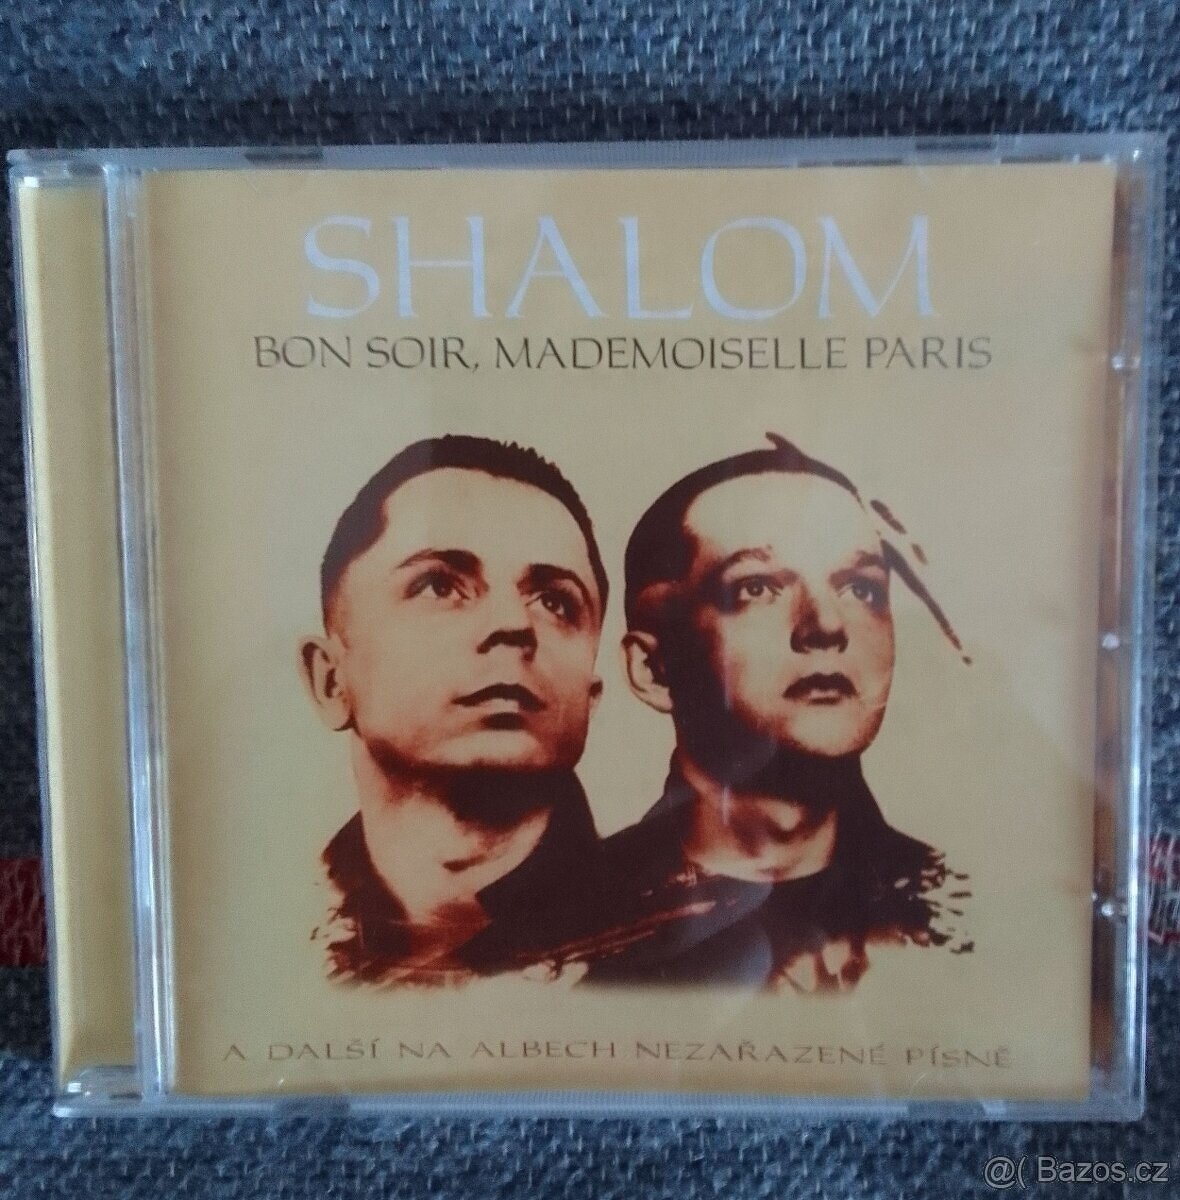 SHALOM
BON SOIR, MADEMOISELLE PARIS
A DALŠÍ NA ALBECH NEZAŘAZENÉ PÍSNĚ
@( Bazos.cz